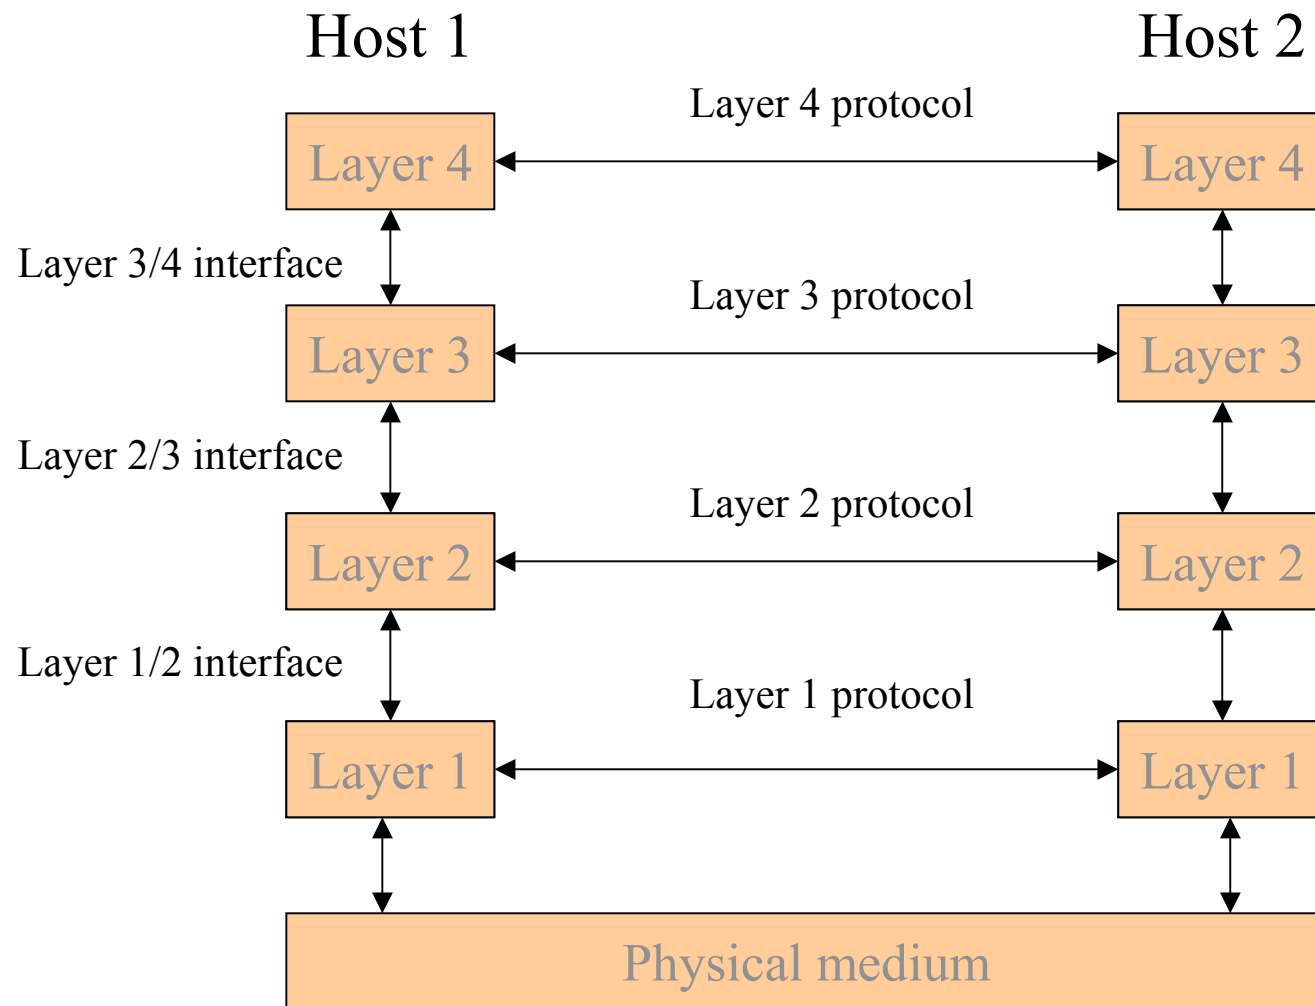 Host 1
Host 2
Layer 4 protocol
Layer 4
Layer 4
Layer 3/4 interface
Layer 3 protocol
Layer 3
Layer 3
Layer 2/3 interface
Layer 2 protocol
Layer 2
Layer 2
Layer 1/2 interface
Layer 1 protocol
Layer 1
Layer 1
Physical medium